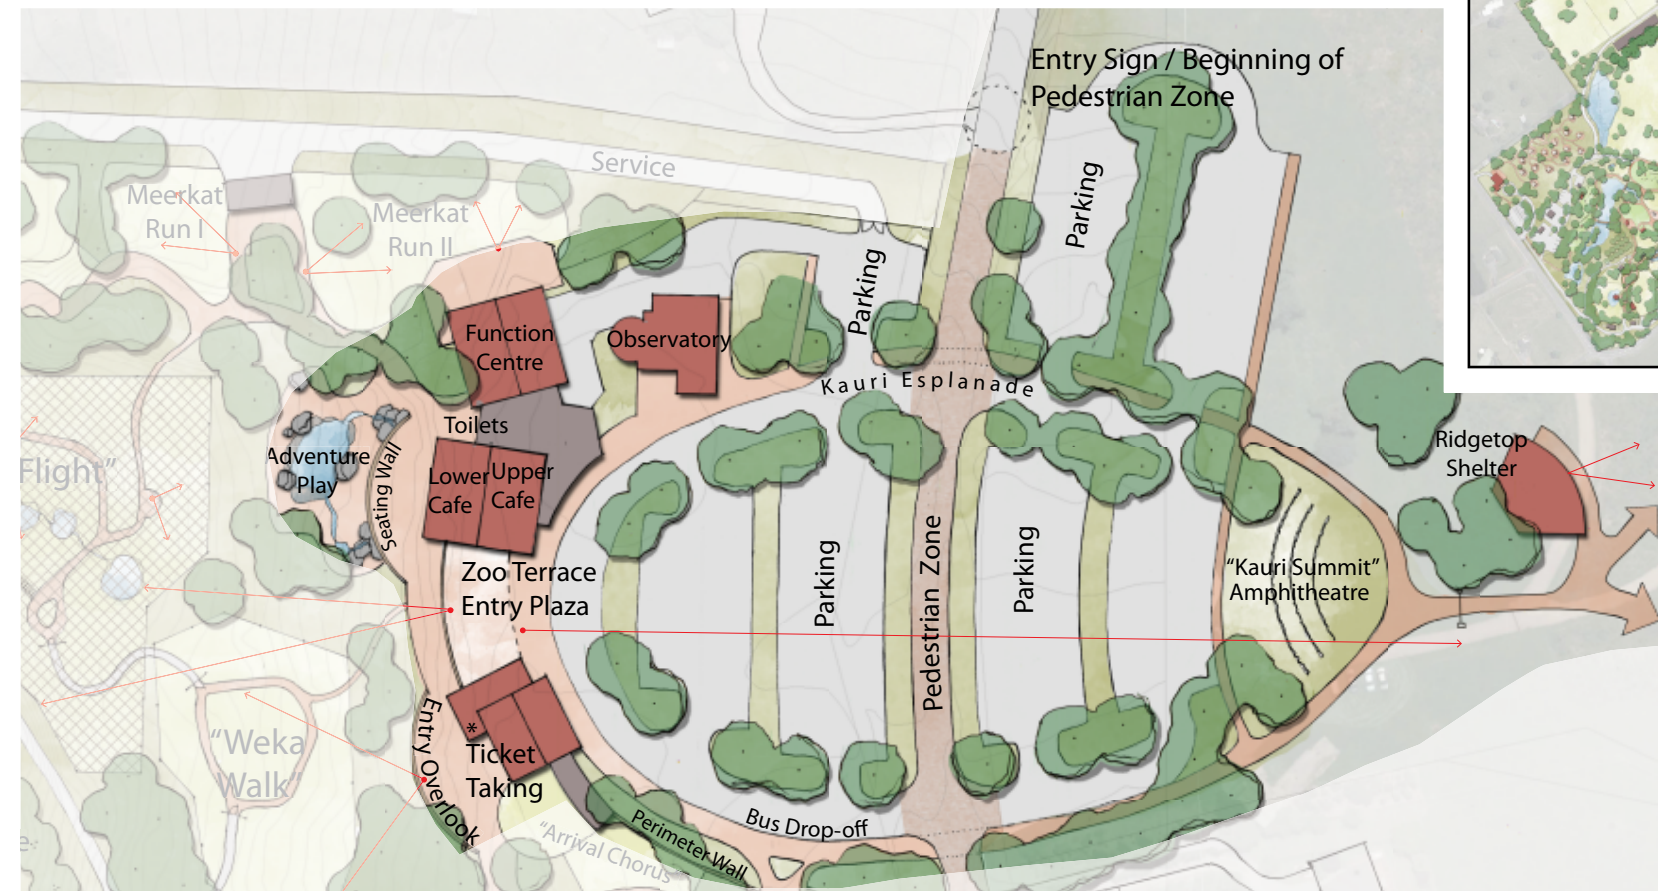 Entry Sign / Beginning of
Pedestrian Zone
Service
Meerkat
Run I
Meerkat
Run II
Parking
Parking
Function
Centre
Observatory
Kauri Esplanade
Toilets
Adventure
Play
Seating Wall
Lower
Cafe
Upper
Cafe
Flight”
Ridgetop
Shelter
Zoo Terrace
Entry Plaza
Parking
Pedestrian Zone
Parking
“Kauri Summit”
Amphitheatre
“Weka
Walk”
Entry Overlook
*
Ticket
Taking
Bus Drop-off
Perimeter Wall
“Arrival Chorus”
e.